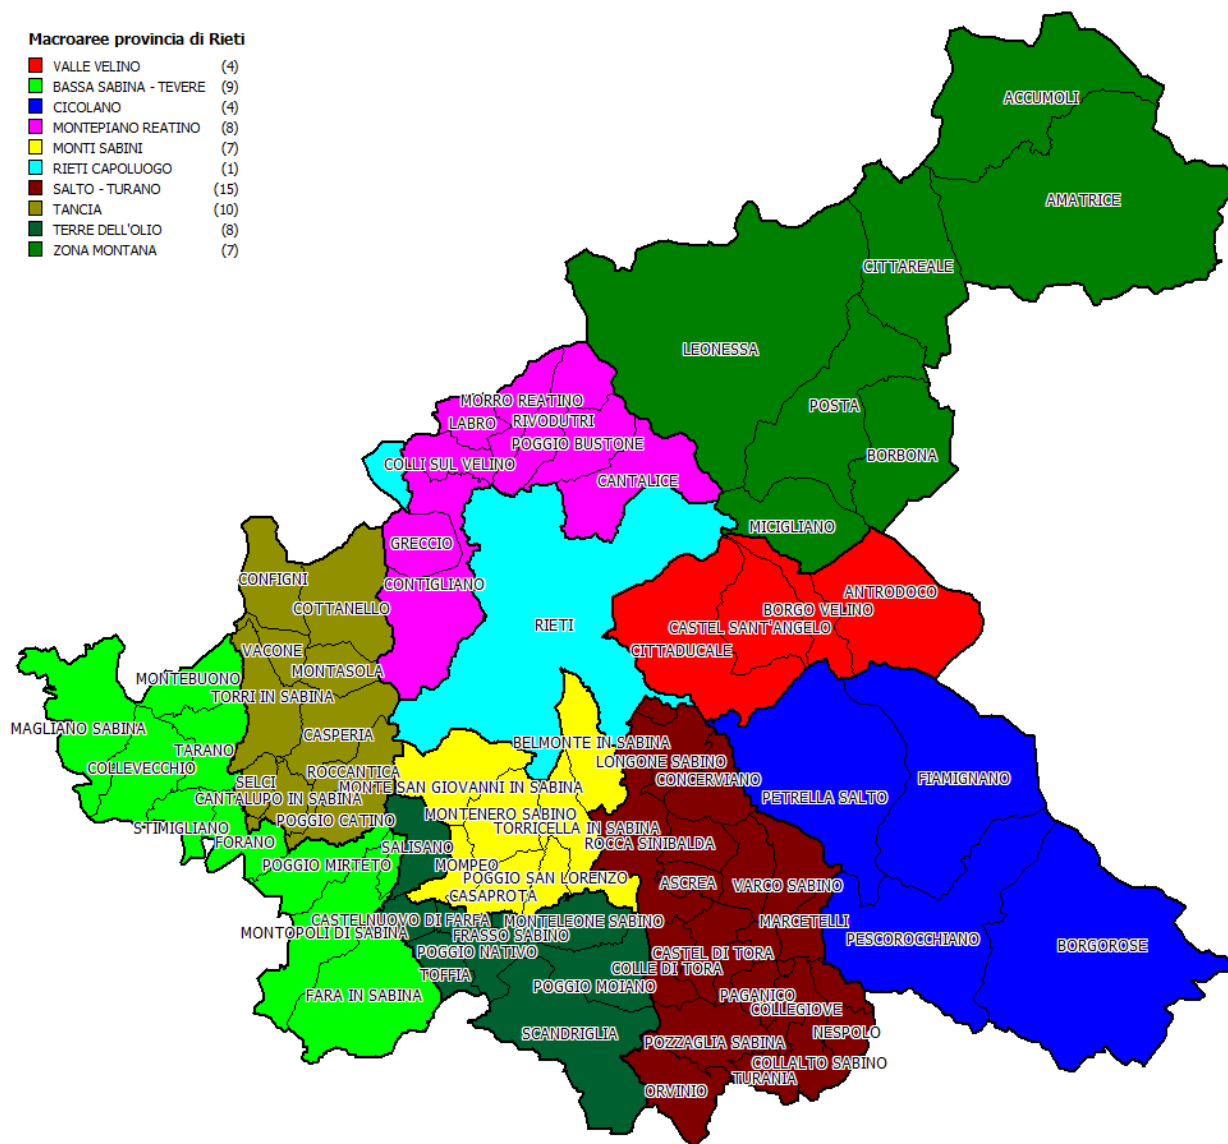 Macroaree provincia di Rieti
VALLE VELINO (4)
BASSA SABINA - TEVERE (9)
CICOLANO (4)
MONTEPIANO REATINO (8)
MONTI SABINI (7)
RIETI CAPOLUOGO (1)
SALTO - TURANO (15)
TANCIA (10)
TERRE DELL'OLIO (8)
ZONA MONTANA (7)
ACCUMOLI
AMATRICE
CITTAREALE
LEONESSA
POSTA
BORBONA
MICIGLIANO
MORRO REATINO
LABRO
RIVODUTRI
POGGIO BUSTONE
COLLI SUL VELINO
CANTALICE
GRECCIO
CONTIGLIANO
RIETI
ANTRODOCO
BORGO VELINO
CASTEL SANT'ANGELO
CITTADUCALE
CONFIGNI
COTTANELLO
VACONE
MONTASOLA
MONTEBUONO
TORRI IN SABINA
MAGLIANO SABINA
TARANO
CASPERIA
COLLEVECCHIO
SELCI
ROCCANTICA
CANTALUPO IN SABINA
POGGIO CATINO
STIMIGLIANO
FORANO
POGGIO MIRTETO
SALISANO
BELMONTE IN SABINA
LONGONE SABINO
CONCERVIANO
MONTE SAN GIOVANNI IN SABINA
MONTENERO SABINO
TORRICELLA IN SABINA
ROCCA SINIBALDA
MOMPEO
POGGIO SAN LORENZO
CASAPROTA
FIAMIGNANO
PETRELLA SALTO
ASCREA
VARCO SABINO
MARCETELLI
PESCOROCCHIANO
BORGOROSE
CASTELNUOVO DI FARFA
MONTELEONE SABINO
MONTOPOLI DI SABINA
FRASSO SABINO
POGGIO NATIVO
CASTEL DI TORA
COLLE DI TORA
TOFFIA
POGGIO MOIANO
FARA IN SABINA
PAGANICO
COLLEGIOVE
NESPOLO
SCANDRIGLIA
POZZAGLIA SABINA
COLLALTO SABINO
TURANIA
ORVINIO